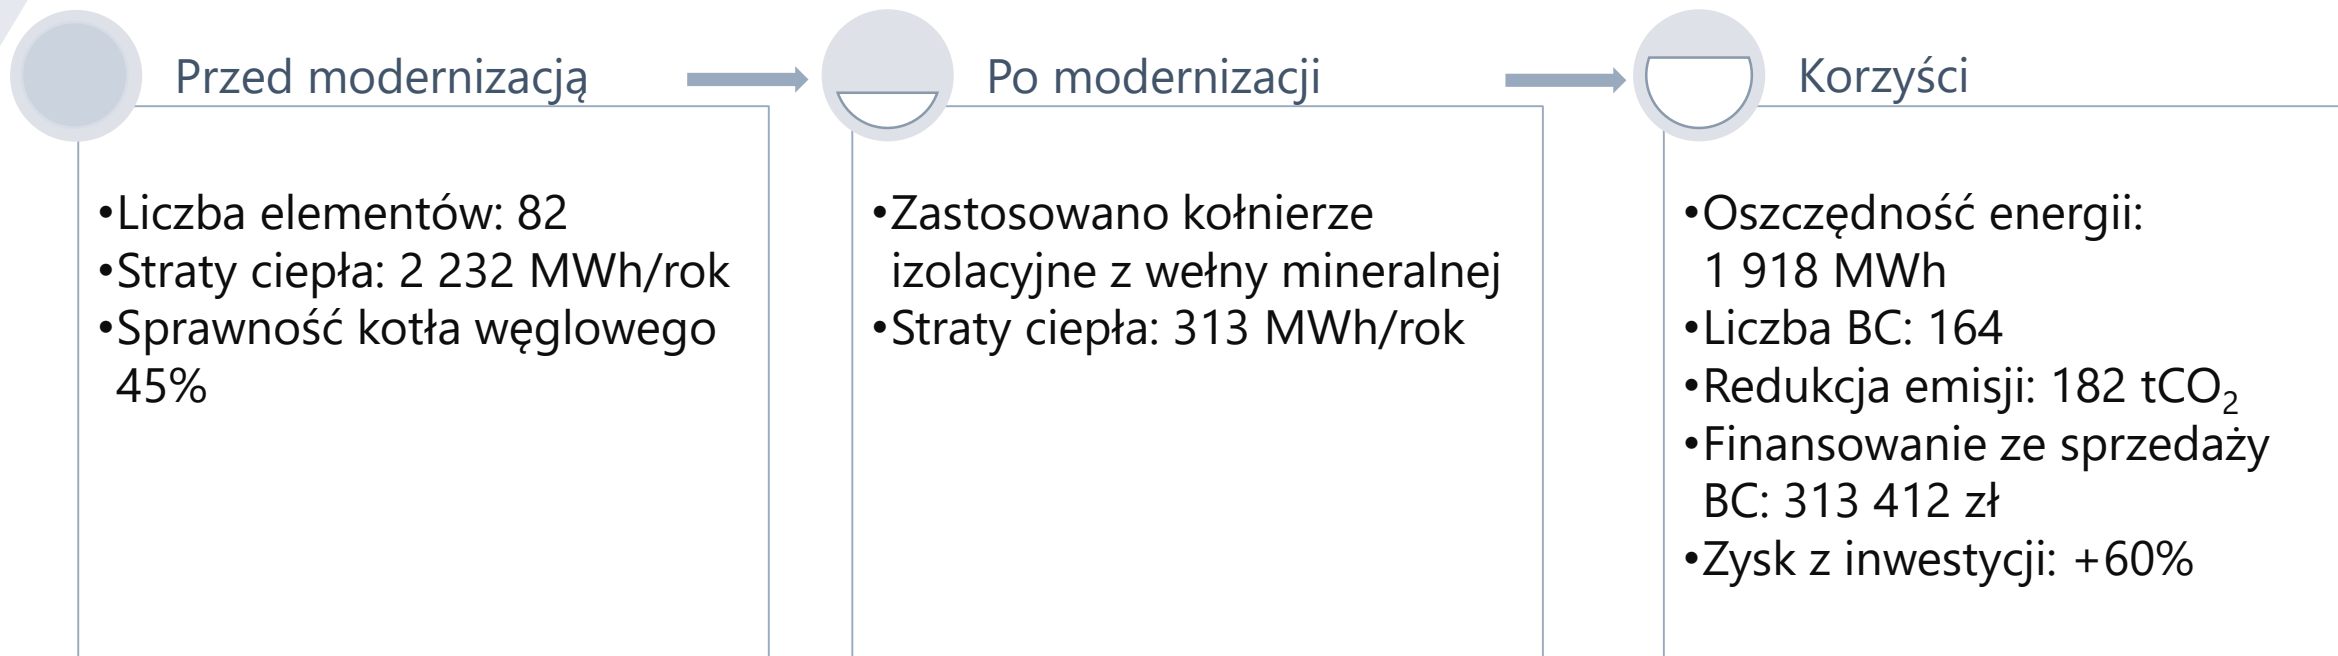 Przed modernizacją
•Liczba elementów: 82
•Straty ciepła: 2 232 MWh/rok
•Sprawność kotła węglowego
45%
Po modernizacji
•Zastosowano kołnierze
izolacyjne z wełny mineralnej
•Straty ciepła: 313 MWh/rok
Korzyści
•Oszczędność energii:
1 918 MWh
•Liczba BC: 164
•Redukcja emisji: 182 tCO₂
•Finansowanie ze sprzedaży
BC: 313 412 zł
•Zysk z inwestycji: +60%